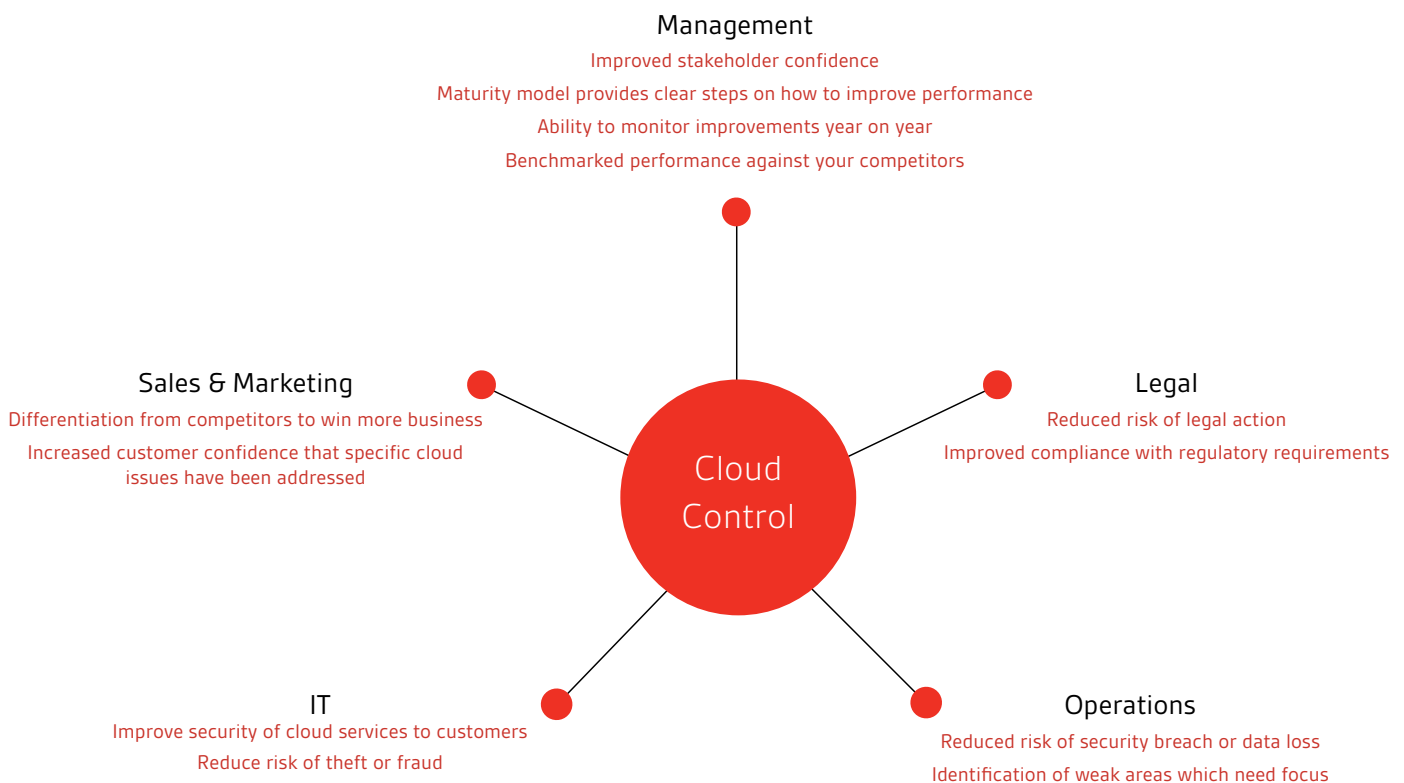 Management
Improved stakeholder confidence
Maturity model provides clear steps on how to improve performance
Ability to monitor improvements year on year
Benchmarked performance against your competitors
Sales & Marketing
Differentiation from competitors to win more business
Increased customer confidence that specific cloud
issues have been addressed
Legal
Reduced risk of legal action
Improved compliance with regulatory requirements
Cloud
Control
IT
Improve security of cloud services to customers
Reduce risk of theft or fraud
Operations
Reduced risk of security breach or data loss
Identification of weak areas which need focus